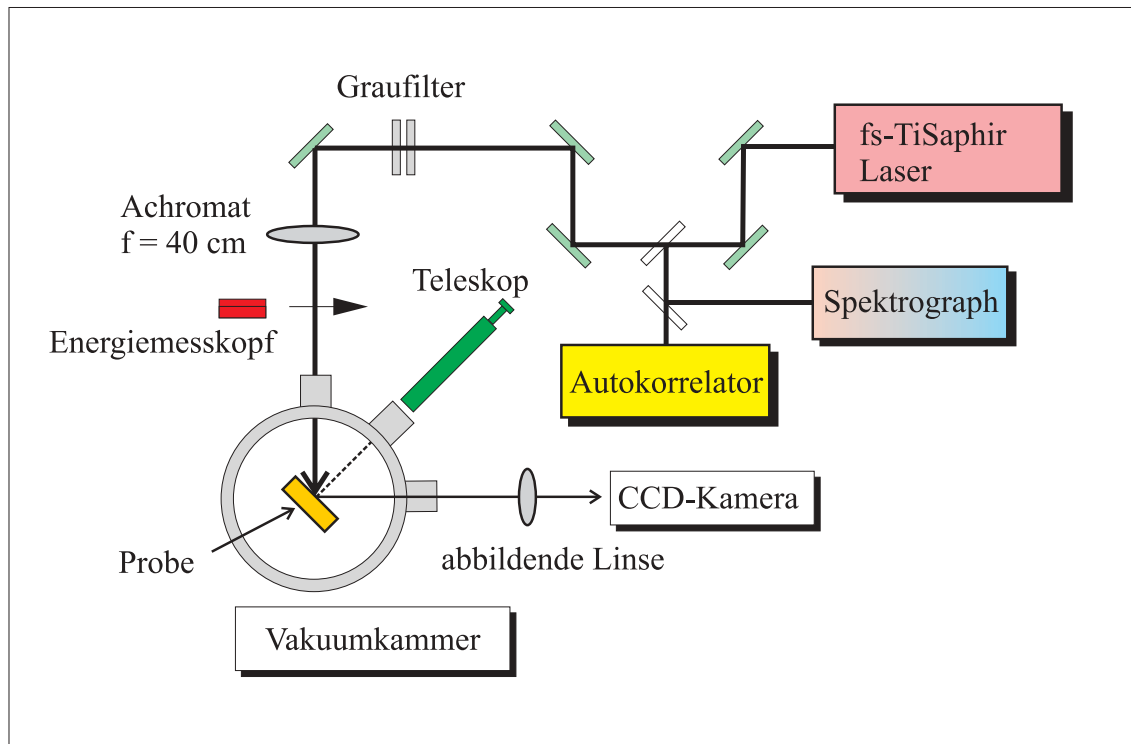 Graufilter
fs-TiSaphir
Laser
Achromat
f = 40 cm
Teleskop
Spektrograph
Energiemesskopf
Autokorrelator
CCD-Kamera
Probe
abbildende Linse
Vakuumkammer